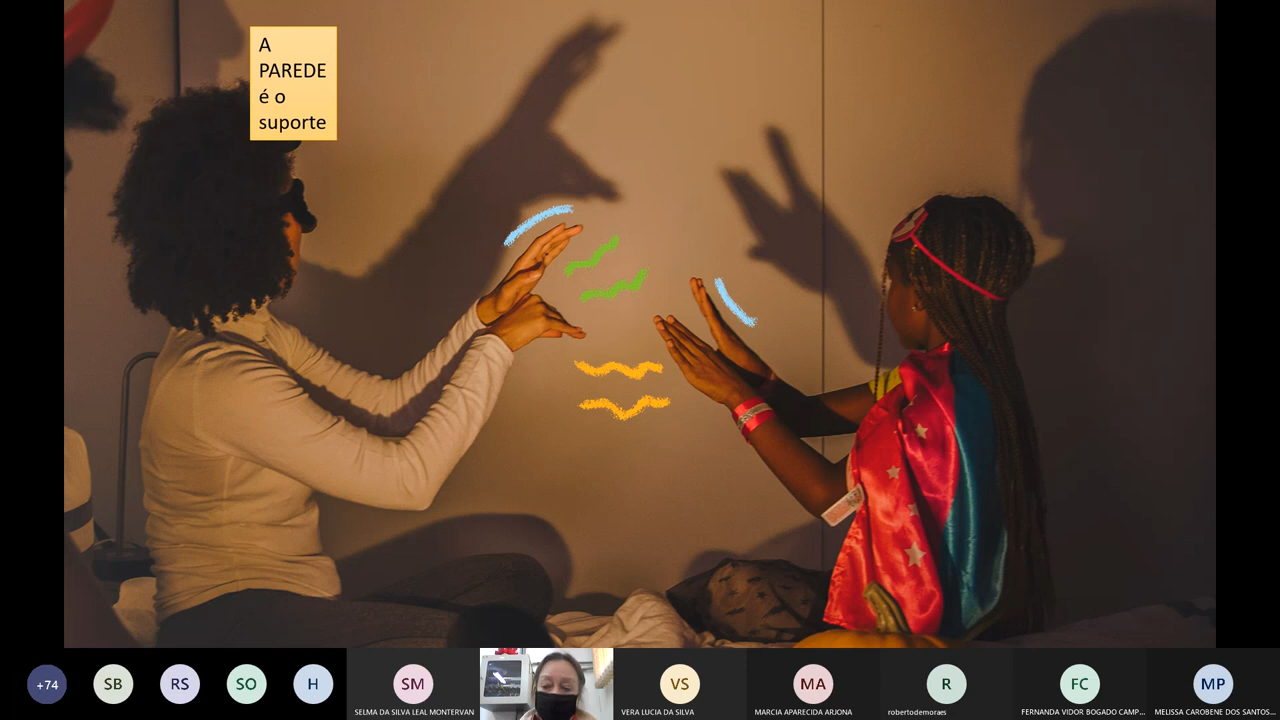 A
PAREDE
é o
suporte
+74
SB
RS
SO
H
SM
VS
MA
R
FC
MP
SELMA DA SILVA LEAL MONTERVAN
VERA LUCIA DA SILVA
MARCIA APARECIDA ARJONA
robertodemoraes
FERNANDA VIDOR BOGADO CAMP...
MELISSA CAROBENE DOS SANTOS...